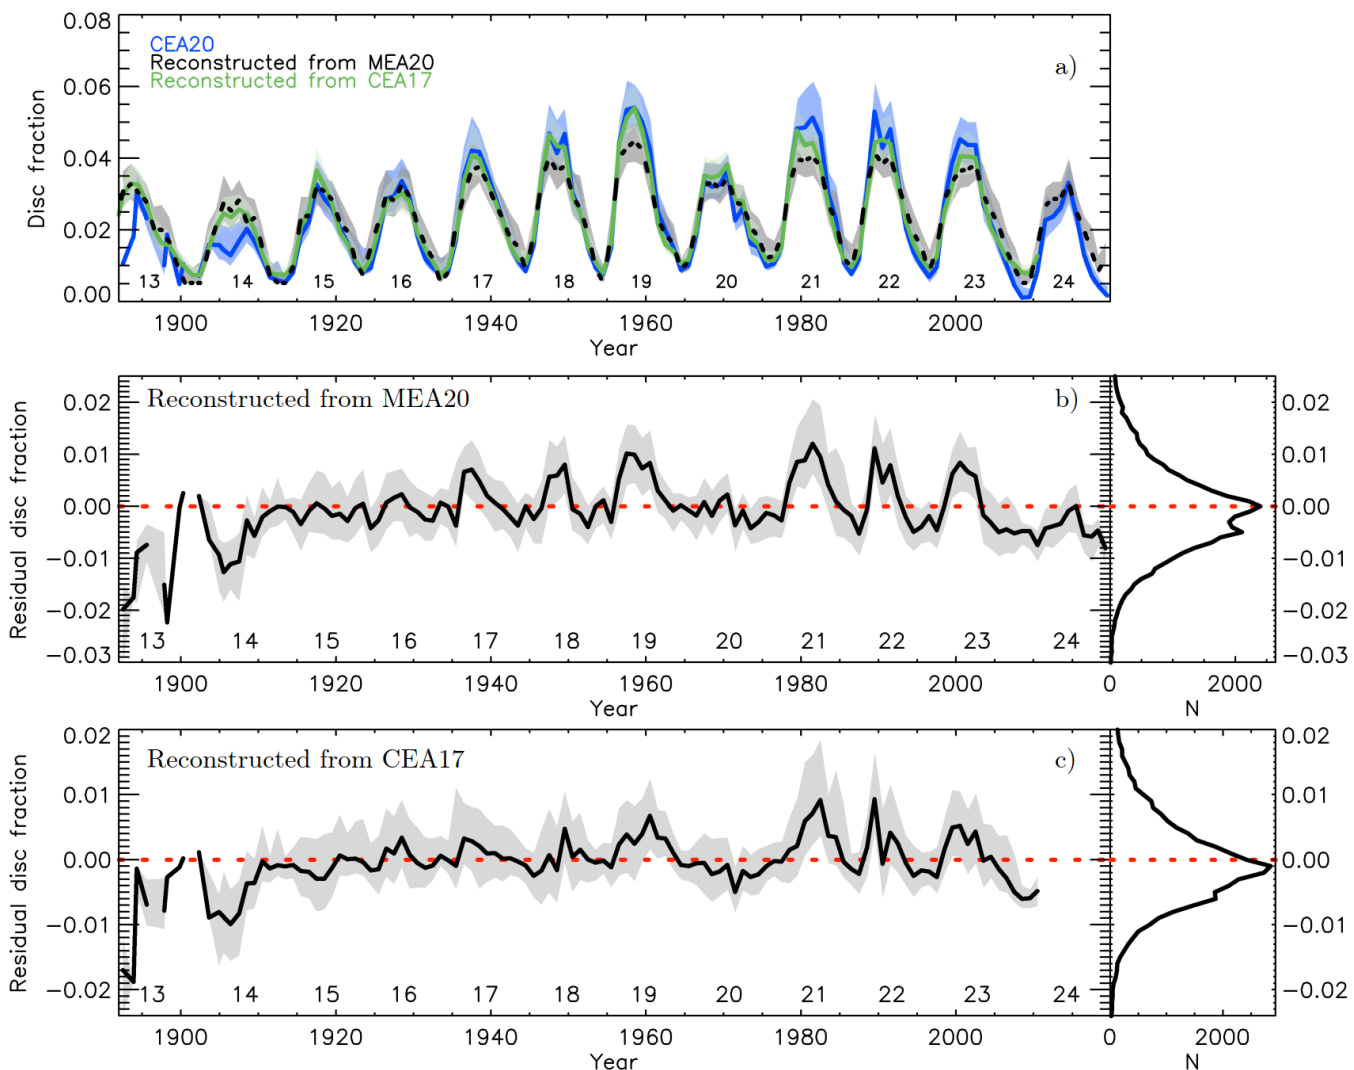 0.08
CEA20
Reconstructed from MEA20
Reconstructed from CEA17
a)
0.06
0.04
0.02
0.00
Disc fraction
13 14 15 16 17 18 19 20 21 22 23 24
1900 1920 1940 1960 1980 2000
Year
Reconstructed from MEA20
b)
0.02
0.01
0.00
−0.01
−0.02
−0.03
Residual disc fraction
13 14 15 16 17 18 19 20 21 22 23 24
1900 1920 1940 1960 1980 2000
Year
0.02
0.01
0.00
−0.01
−0.02
−0.03
0 2000
N
Reconstructed from CEA17
c)
0.02
0.01
0.00
−0.01
−0.02
Residual disc fraction
13 14 15 16 17 18 19 20 21 22 23 24
1900 1920 1940 1960 1980 2000
Year
0.02
0.01
0.00
−0.01
−0.02
0 2000
N